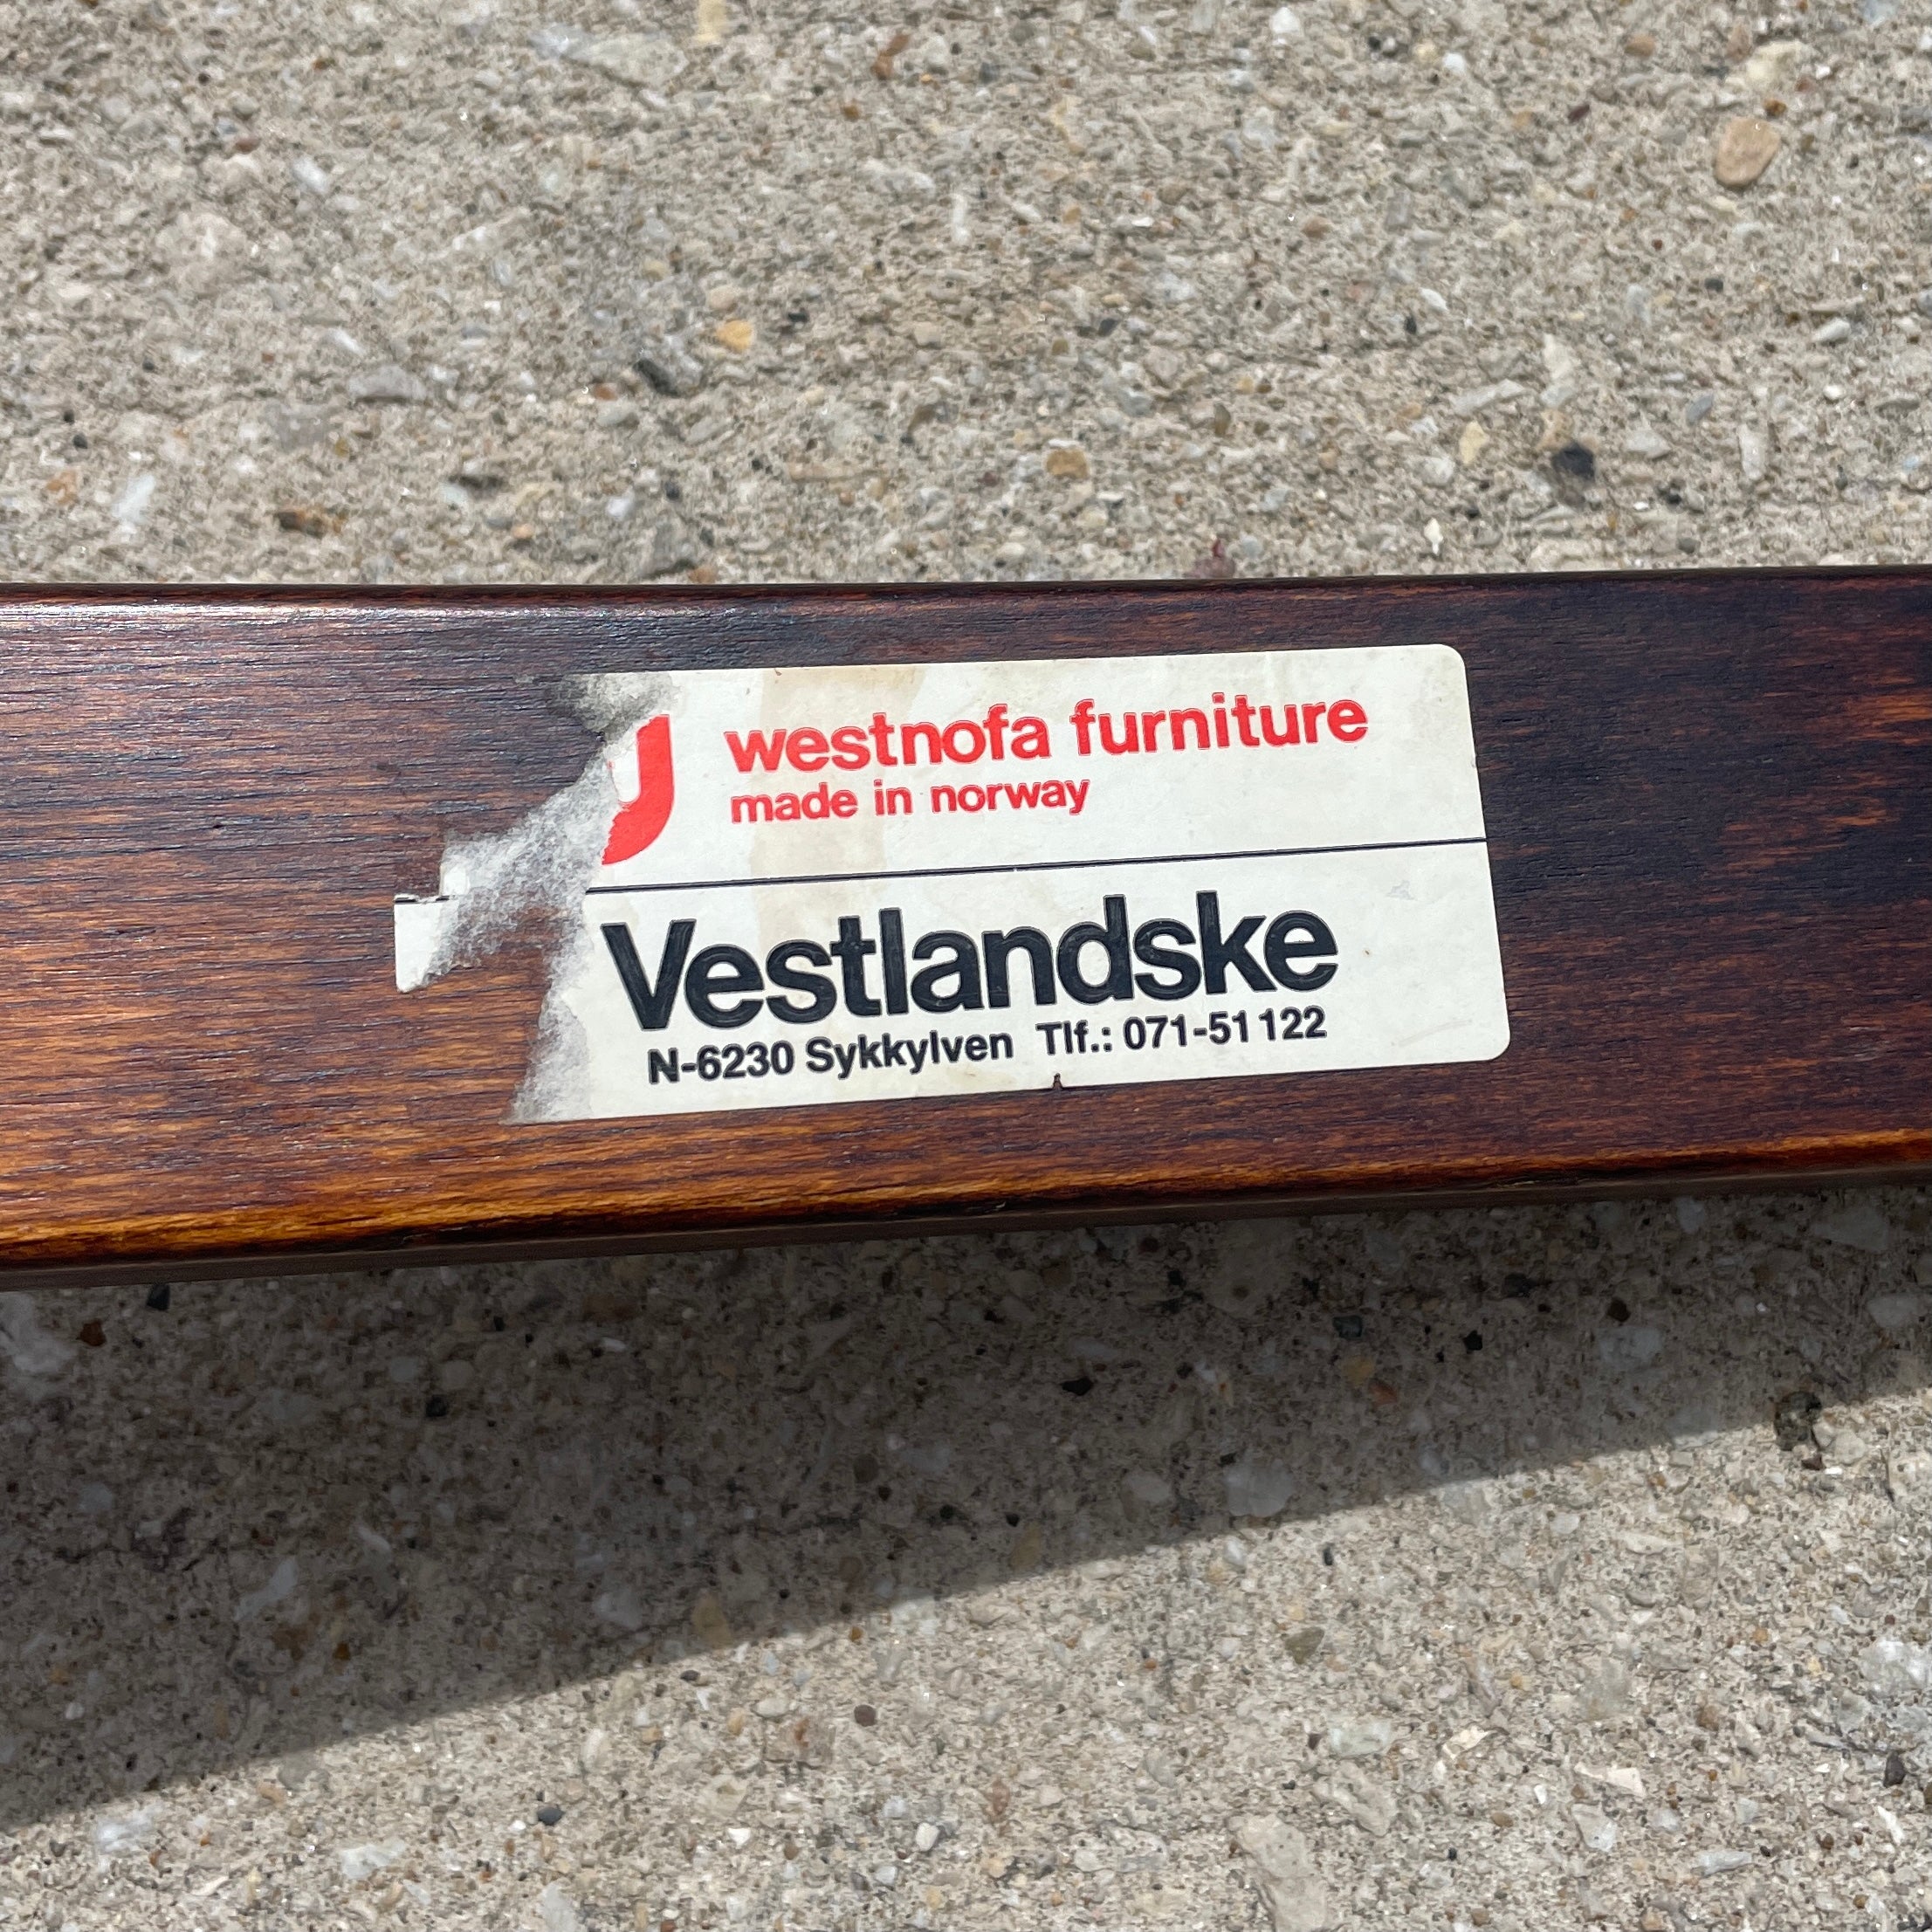 westnofa furniture
made in norway
Vestlandske
N-6230 Sykkylven Tlf.: 071-51122